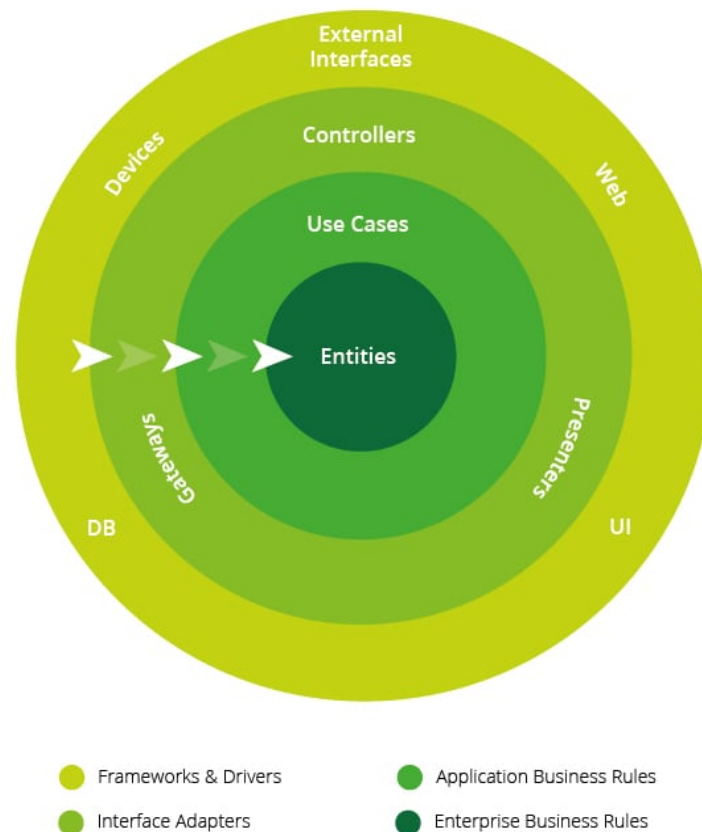 External
Interfaces
Devices
Controllers
Web
Use Cases
Entities
Gateways
Presenters
DB
UI
Frameworks & Drivers
Application Business Rules
Interface Adapters
Enterprise Business Rules